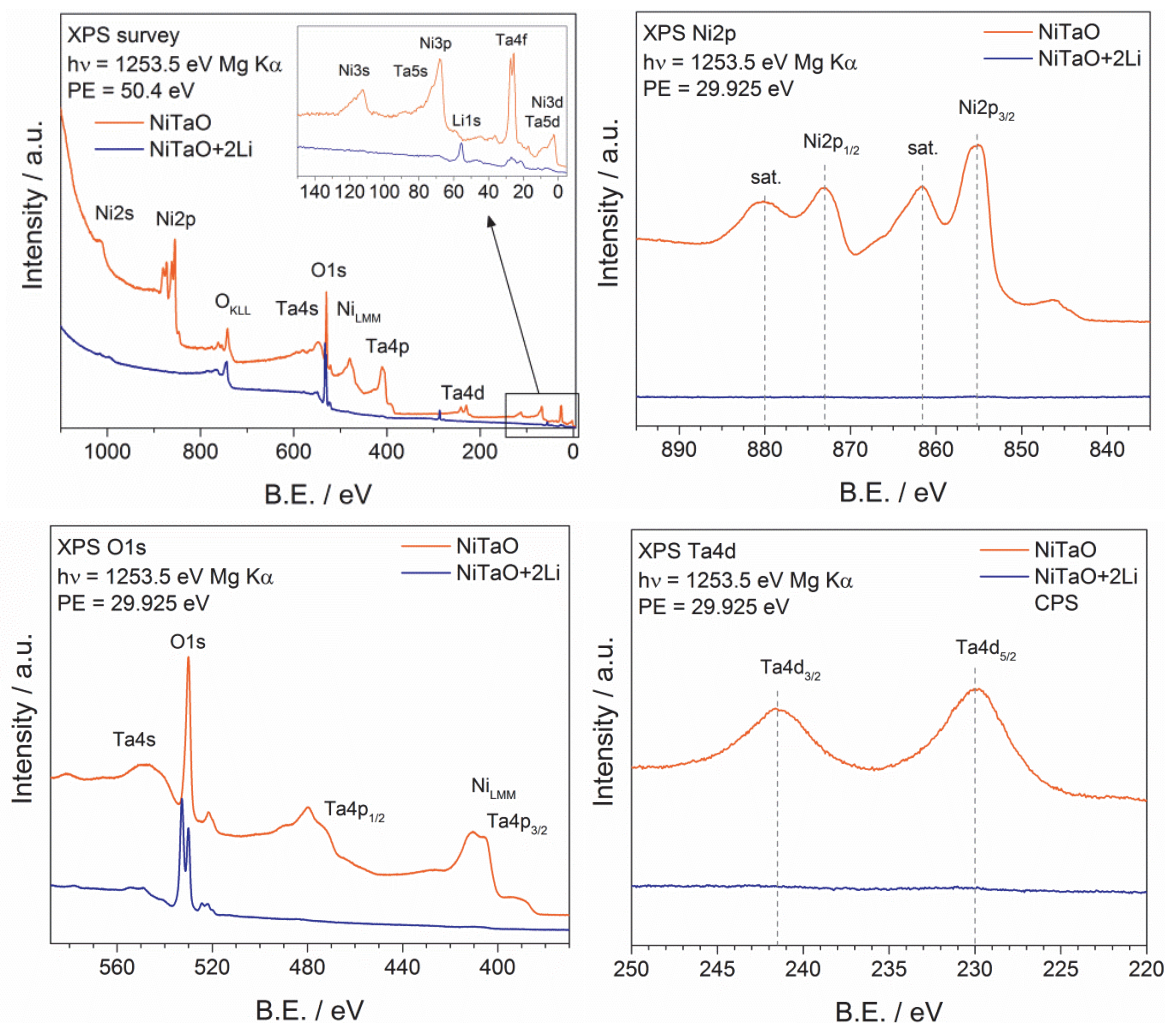 XPS survey
hν = 1253.5 eV Mg Kα
PE = 50.4 eV
NiTaO
NiTaO+2Li
Ni2s
Ni2p
O_KLL
Ta4s
O1s
Ni_LMM
Ta4p
Ta4d
Ni3s
Ta5s
Ni3p
Li1s
Ta4f
Ni3d
Ta5d
140 120 100 80 60 40 20 0
Intensity / a.u.
1000 800 600 400 200 0
B.E. / eV
XPS Ni2p
hν = 1253.5 eV Mg Kα
PE = 29.925 eV
NiTaO
NiTaO+2Li
sat.
Ni2p1/2
sat.
Ni2p3/2
Intensity / a.u.
890 880 870 860 850 840
B.E. / eV
XPS O1s
hν = 1253.5 eV Mg Kα
PE = 29.925 eV
NiTaO
NiTaO+2Li
O1s
Ta4s
Ta4p1/2
Ni_LMM
Ta4p3/2
Intensity / a.u.
560 520 480 440 400
B.E. / eV
XPS Ta4d
hν = 1253.5 eV Mg Kα
PE = 29.925 eV
NiTaO
NiTaO+2Li
CPS
Ta4d3/2
Ta4d5/2
Intensity / a.u.
250 245 240 235 230 225 220
B.E. / eV